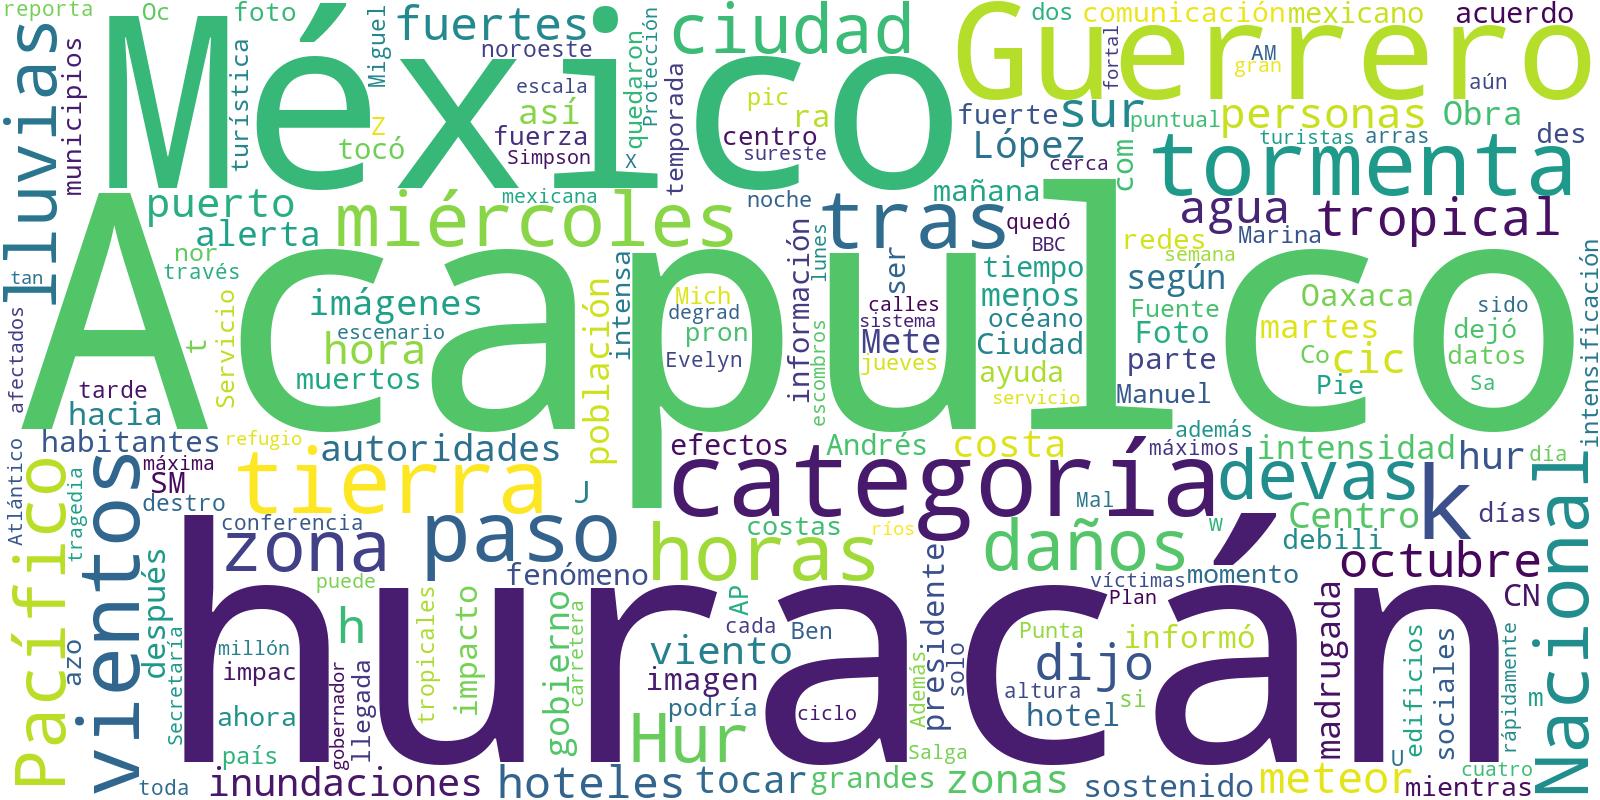 reporta
Oc
foto
fuertes
ciudad
dos
comunicación
mexicano
acuerdo
México
Guerrero
lluvias
municipios
turística
Miguel
noroeste
escala
quedaron
Protección
fortal
AM
gran
aún
así
fuerza
Simpson
temporada
pic
ra
centro
sureste
X
Z
tocó
fuerte
sur
puntual
personas
Obra
López
turistas
arras
des
cerca
com
tormenta
puerto
alerta
miércoles
mexicana
noche
tras
mañana
quedó
BBC
agua
Marina
tropical
Acapulco
nor
través
tan
imágenes
escenario
hora
muertos
t
Servicio
afectados
tarde
hacia
población
intensa
Mich
degrad
pron
Evelyn
información
lunes
escombros
ser
calles
sistema
Mete
jueves
tiempo
menos
océano
Ciudad
ayuda
servicio
redes
semana
según
Fuente
Foto
parte
Manuel
Oaxaca
martes
Co
cic
Pie
sido
dejó
datos
Sa
intensificación
habitantes
refugio
autoridades
efectos
Andrés
costa
además
máximos
intensidad
hur
día
Atlántico
Pacífico
tragedia
vientos
máxima
SM
destro
tierra
J
categoría
Mal
devas
k
días
Nacional
conferencia
zona
paso
costas
ríos
horas
daños
W
Centro
debili
octubre
huracán
después
azo
Secretaría
puede
fenómeno
presidente
víctimas
momento
Plan
CN
millón
impac
h
ahora
país
gobernador
llegada
tropicales
impacto
gobierno
carretera
AP
cada
Ben
viento
imagen
podría
ciclo
Hur
Además
solo
Salga
Punta
informó
dijo
altura
si
hotel
madrugada
edificios
sociales
rápidamente
m
U
cuatro
toda
inundaciones
hoteles
tocar
grandes
zonas
sostenido
meteor
mientras